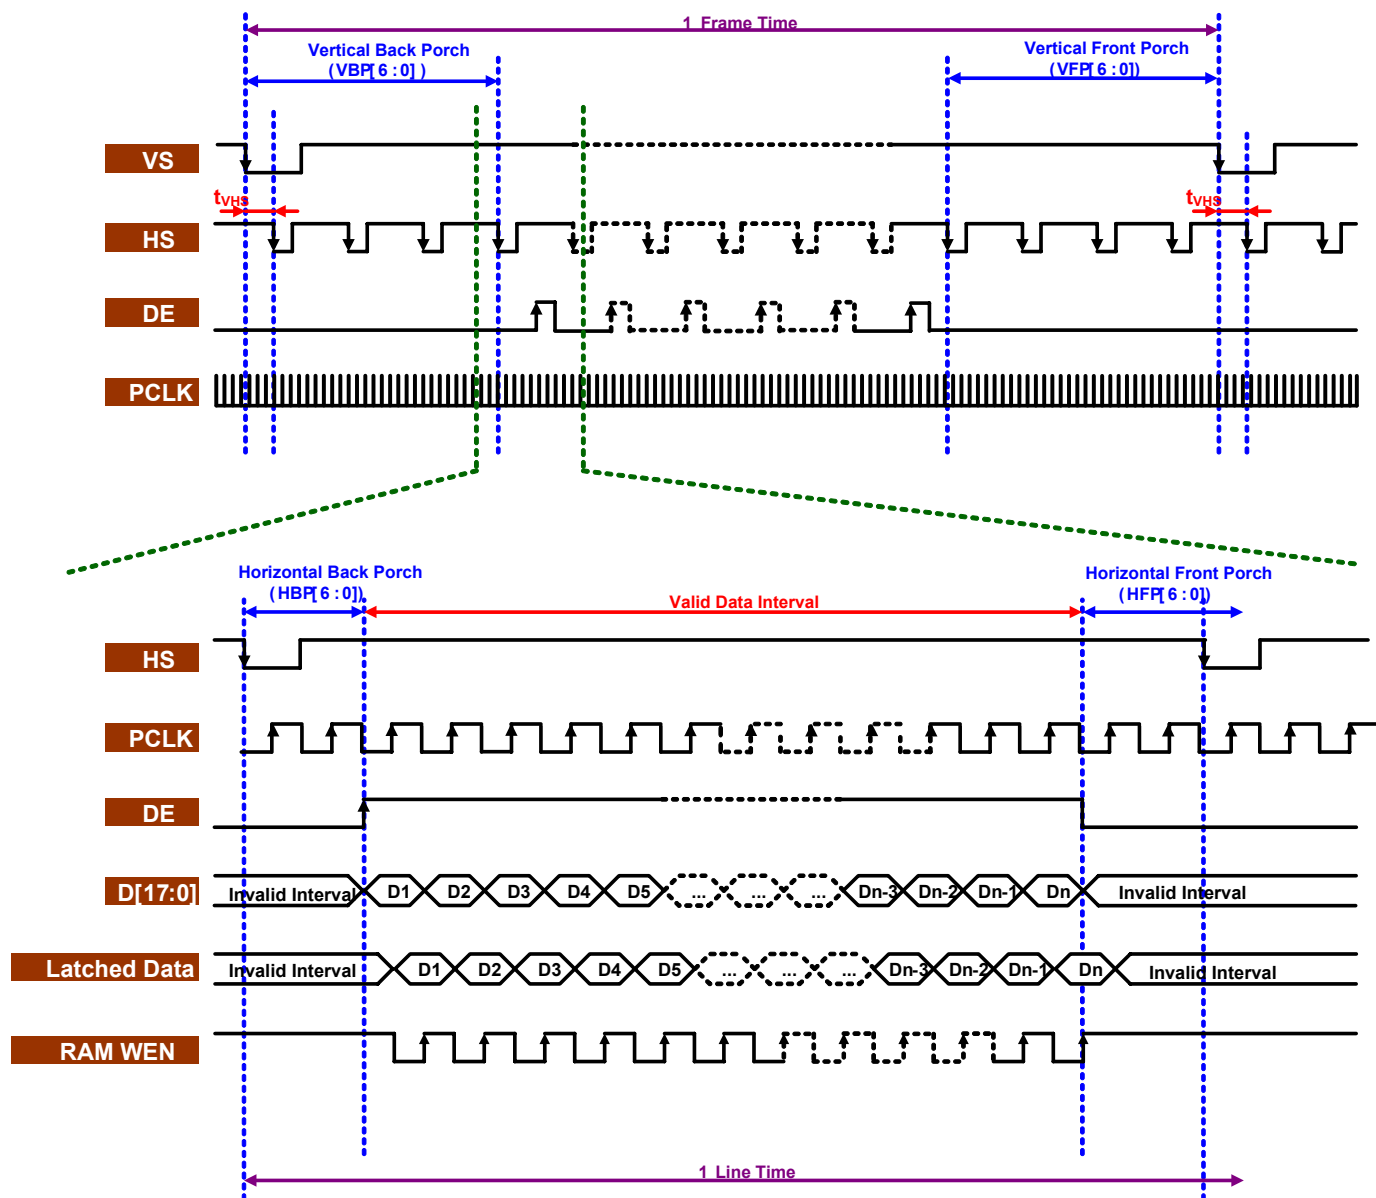 1 Frame Time
Vertical Back Porch
(VBP[6:0])
Vertical Front Porch
(VFP[6:0])
VS
tVHS
tVHS
HS
DE
PCLK
Horizontal Back Porch
(HBP[6:0])
Valid Data Interval
Horizontal Front Porch
(HFP[6:0])
HS
PCLK
DE
D[17:0] Invalid Interval D1 D2 D3 D4 D5 ... ... ... Dn-3 Dn-2 Dn-1 Dn Invalid Interval
Latched Data Invalid Interval D1 D2 D3 D4 D5 ... ... ... Dn-3 Dn-2 Dn-1 Dn Invalid Interval
RAM WEN
1 Line Time